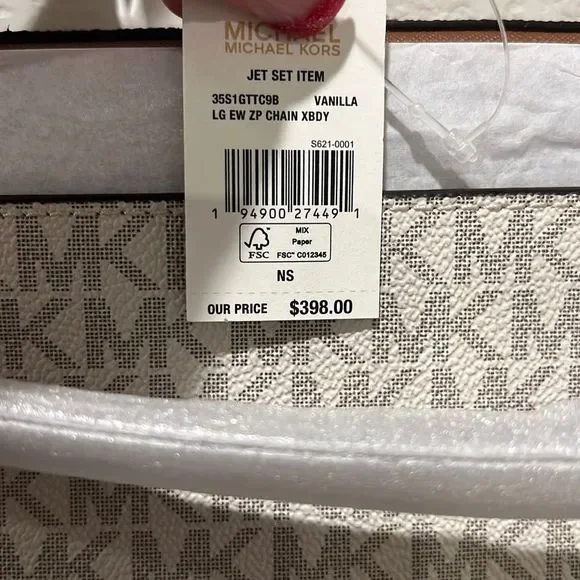 MICHAEL
MICHAEL KORS
JET SET ITEM
35S1GTTC9B VANILLA
LG EW ZP CHAIN XBDY
S621-0001
1 94900 27449 1
FSC
MIX
Paper
FSC® C012345
NS
OUR PRICE $398.00